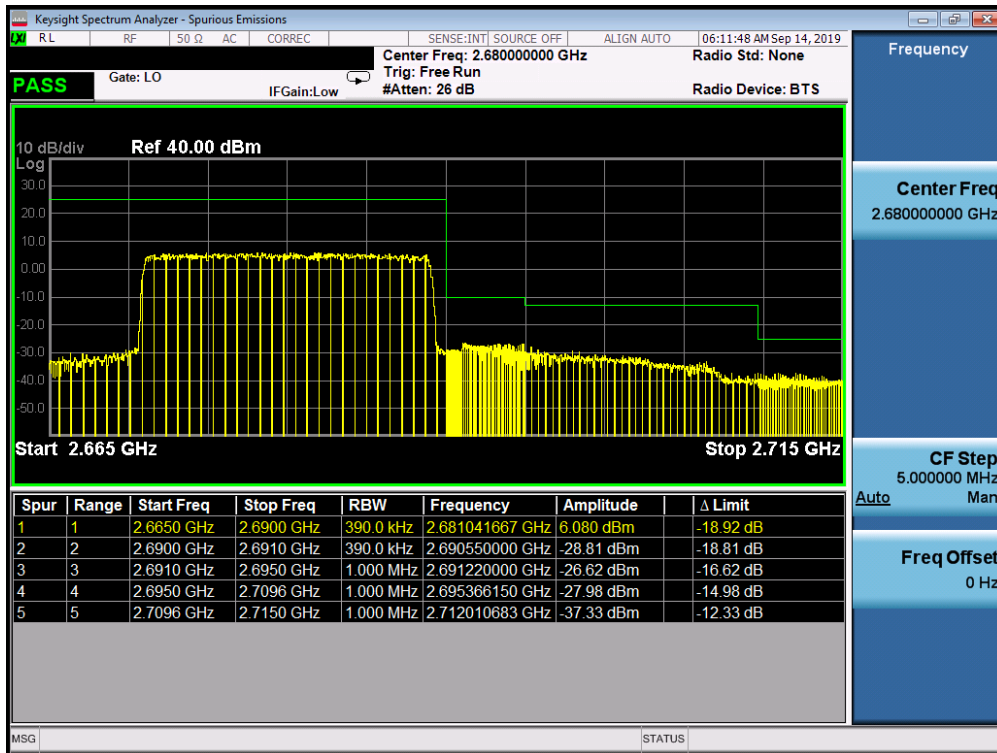 Keysight Spectrum Analyzer - Spurious Emissions
LXI RL RF 50 Ω AC CORREC SENSE:INT SOURCE OFF ALIGN AUTO 06:11:48 AM Sep 14, 2019
Center Freq: 2.680000000 GHz Radio Std: None
PASS Gate: LO Trig: Free Run
IFGain:Low #Atten: 26 dB Radio Device: BTS
10 dB/div Ref 40.00 dBm
Log
30.0
20.0
10.0
0.00
-10.0
-20.0
-30.0
-40.0
-50.0
Start 2.665 GHz Stop 2.715 GHz
Spur Range Start Freq Stop Freq RBW Frequency Amplitude Δ Limit
1 1 2.6650 GHz 2.6900 GHz 390.0 kHz 2.681041667 GHz 6.080 dBm -18.92 dB
2 2 2.6900 GHz 2.6910 GHz 390.0 kHz 2.690550000 GHz -28.81 dBm -18.81 dB
3 3 2.6910 GHz 2.6950 GHz 1.000 MHz 2.691220000 GHz -26.62 dBm -16.62 dB
4 4 2.6950 GHz 2.7096 GHz 1.000 MHz 2.695366150 GHz -27.98 dBm -14.98 dB
5 5 2.7096 GHz 2.7150 GHz 1.000 MHz 2.712010683 GHz -37.33 dBm -12.33 dB
MSG STATUS
Frequency
Center Freq
2.680000000 GHz
CF Step
5.000000 MHz
Auto Man
Freq Offset
0 Hz